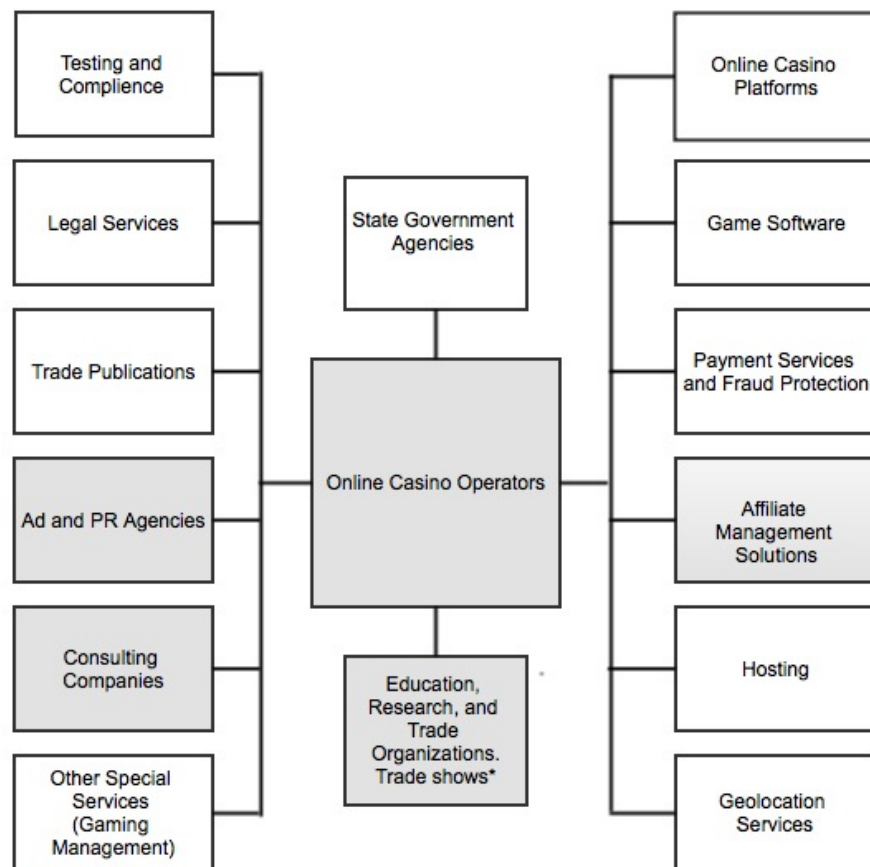 Testing and
Complience
Legal Services
Trade Publications
Ad and PR Agencies
Consulting
Companies
Other Special
Services
(Gaming
Management)
State Government
Agencies
Online Casino Operators
Education,
Research, and
Trade
Organizations.
Trade shows*
Online Casino
Platforms
Game Software
Payment Services
and Fraud Protection
Affiliate
Management
Solutions
Hosting
Geolocation
Services